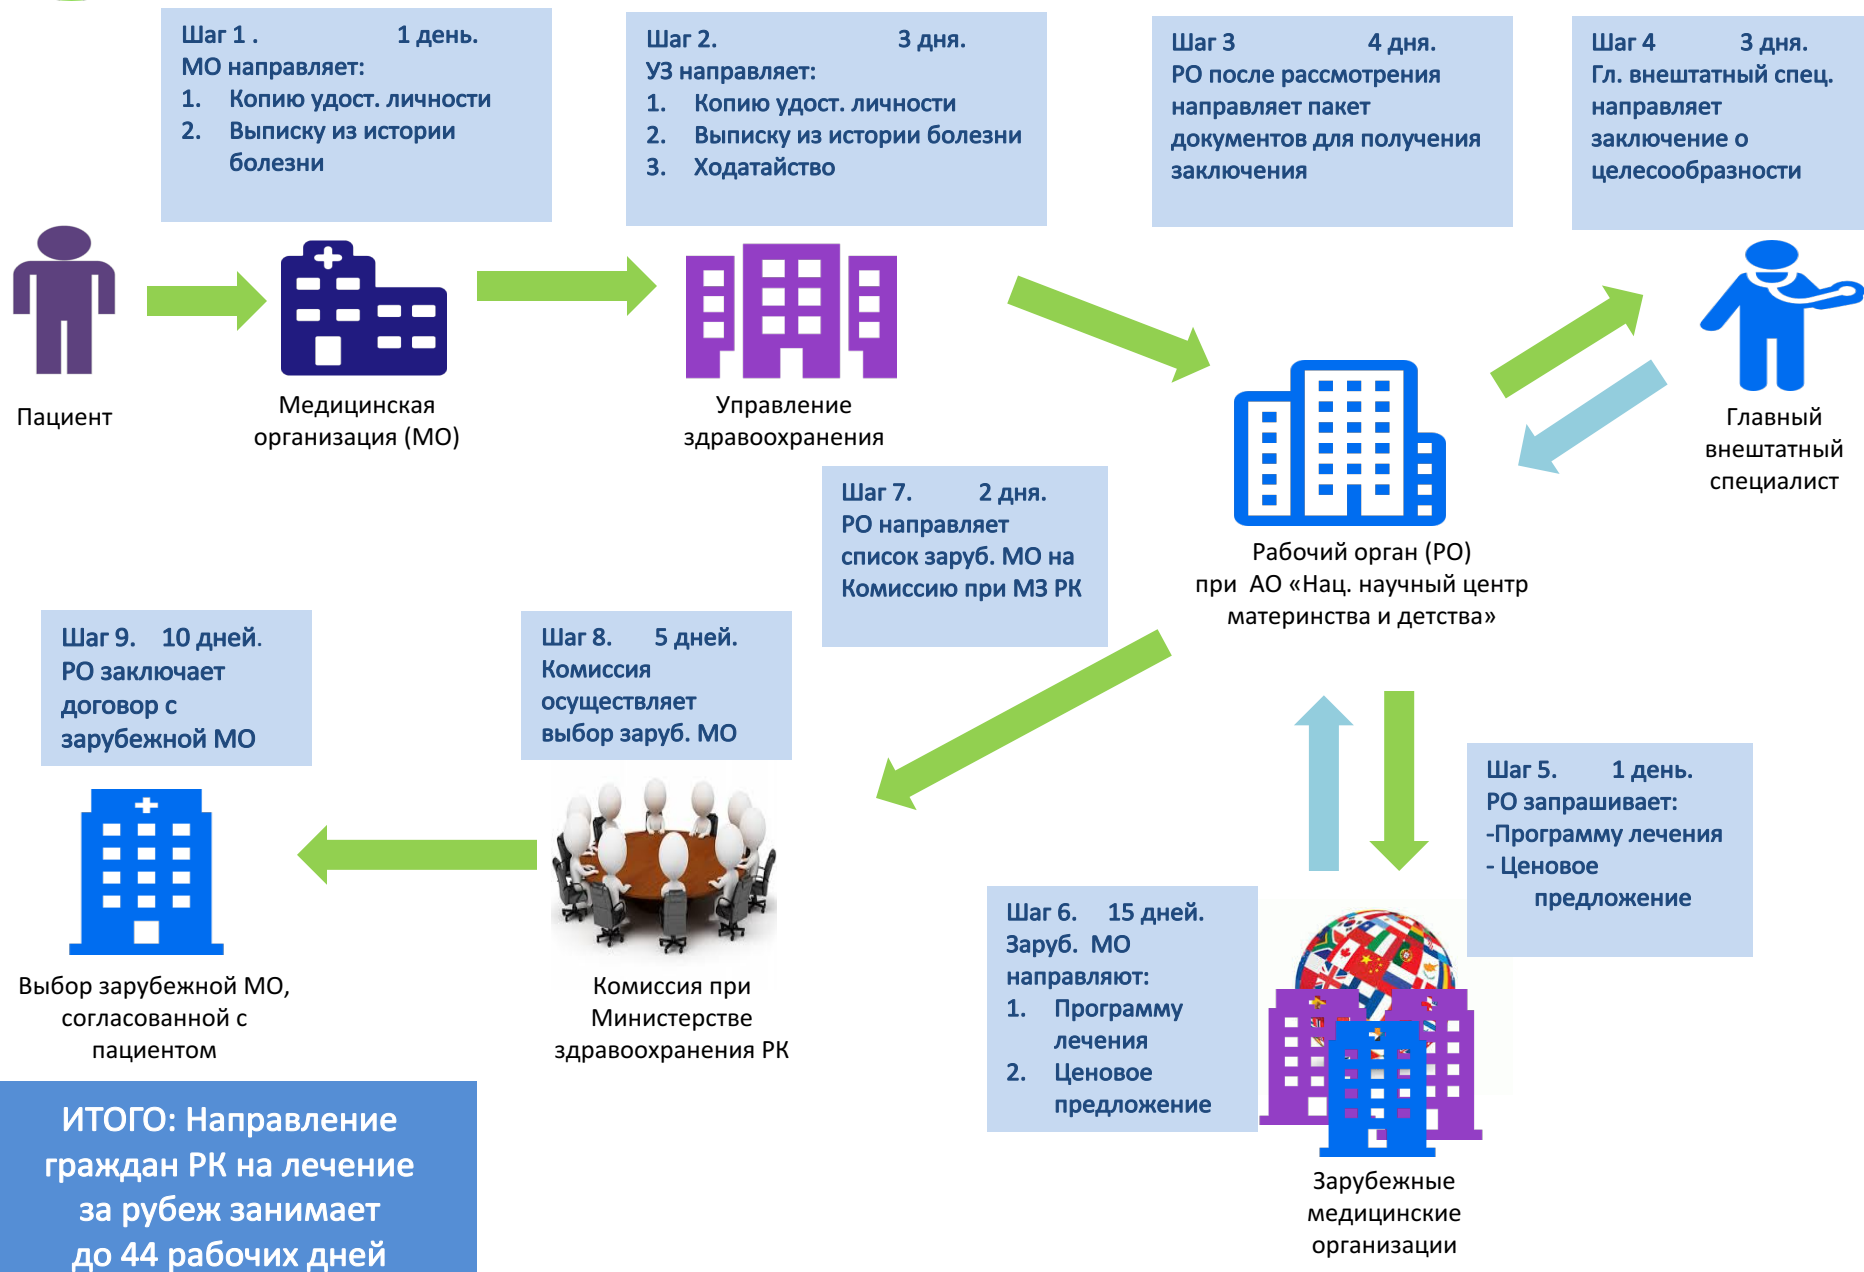 Шаг 1 . 1 день.
МО направляет:
1. Копию удост. личности
2. Выписку из истории
болезни
Шаг 2. 3 дня.
УЗ направляет:
1. Копию удост. личности
2. Выписку из истории болезни
3. Ходатайство
Шаг 3 4 дня.
РО после рассмотрения
направляет пакет
документов для получения
заключения
Шаг 4 3 дня.
Гл. внештатный спец.
направляет
заключение о
целесообразности
Пациент
Медицинская
организация (МО)
Управление
здравоохранения
Рабочий орган (РО)
при АО «Нац. научный центр
материнства и детства»
Главный
внештатный
специалист
Шаг 5. 1 день.
РО запрашивает:
-Программу лечения
- Ценовое
предложение
Шаг 6. 15 дней.
Заруб. МО
направляют:
1. Программу
лечения
2. Ценовое
предложение
Зарубежные
медицинские
организации
Шаг 7. 2 дня.
РО направляет
список заруб. МО на
Комиссию при МЗ РК
Шаг 8. 5 дней.
Комиссия
осуществляет
выбор заруб. МО
Комиссия при
Министерстве
здравоохранения РК
Шаг 9. 10 дней.
РО заключает
договор с
зарубежной МО
Выбор зарубежной МО,
согласованной с
пациентом
ИТОГО: Направление
граждан РК на лечение
за рубеж занимает
до 44 рабочих дней